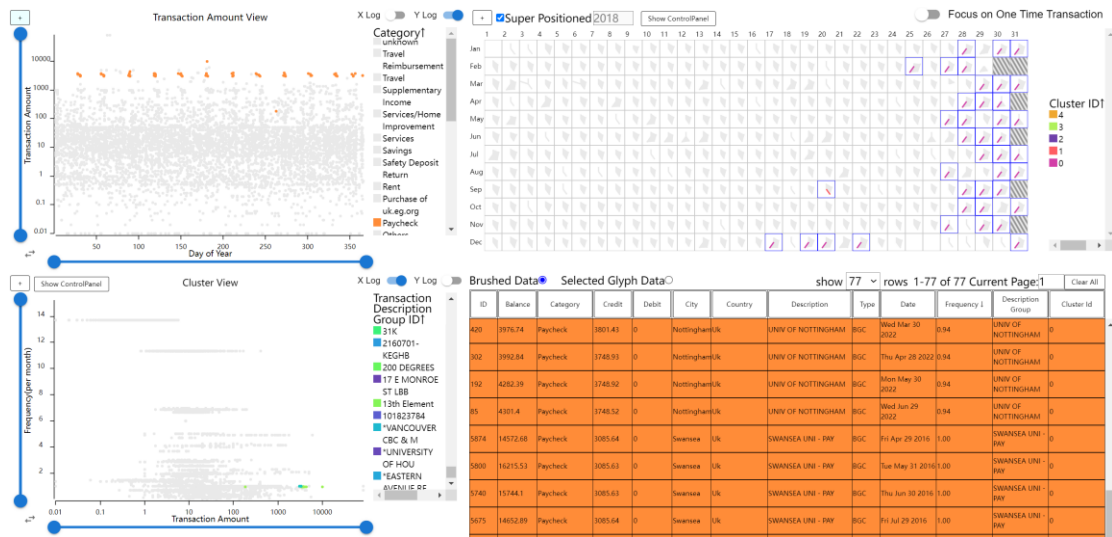 +
Transaction Amount View
X Log
Y Log
Category↑
unknown
Travel
Reimbursement
Travel
Supplementary
Income
Services/Home
Improvement
Services
Savings
Safety Deposit
Return
Rent
Purchase of
uk.eg.org
Paycheck
Others
Transaction Amount
10000
1000
100
10
1
0.1
0.01
50 100 150 200 250 300 350
Day of Year
+
Super Positioned 2018
Show ControlPanel
Focus on One Time Transaction
1 2 3 4 5 6 7 8 9 10 11 12 13 14 15 16 17 18 19 20 21 22 23 24 25 26 27 28 29 30 31
Jan
Feb
Mar
Apr
May
Jun
Jul
Aug
Sep
Oct
Nov
Dec
Cluster ID↑
4
3
2
1
0
+
Show ControlPanel
Cluster View
X Log
Y Log
Transaction
Description
Group ID↑
31K
2160701-
KEGHB
200 DEGREES
17 E MONROE
ST LBB
13th Element
101823784
*VANCOUVER
CBC & M
*UNIVERSITY
OF HOU
*EASTERN
AVENUE BE
Frequency(per month)
14
12
10
8
6
4
2
0.01 0.1 1 10 100 1000 10000
Transaction Amount
Brushed Data
Selected Glyph Data
show 77 rows 1-77 of 77 Current Page:1
Clear All
ID Balance Category Credit Debit City Country Description Type Date Frequency ↓ Description Group Cluster Id
420 3976.74 Paycheck 3801.43 0 Nottingham Uk UNIV OF NOTTINGHAM BGC Wed Mar 30 2022 0.94 UNIV OF NOTTINGHAM 0
302 3992.84 Paycheck 3748.93 0 Nottingham Uk UNIV OF NOTTINGHAM BGC Thu Apr 28 2022 0.94 UNIV OF NOTTINGHAM 0
192 4282.39 Paycheck 3748.92 0 Nottingham Uk UNIV OF NOTTINGHAM BGC Mon May 30 2022 0.94 UNIV OF NOTTINGHAM 0
85 4301.4 Paycheck 3748.52 0 Nottingham Uk UNIV OF NOTTINGHAM BGC Wed Jun 29 2022 0.94 UNIV OF NOTTINGHAM 0
5874 14572.68 Paycheck 3085.64 0 Swansea Uk SWANSEA UNI - PAY BGC Fri Apr 29 2016 1.00 SWANSEA UNI - PAY 0
5800 16215.53 Paycheck 3085.63 0 Swansea Uk SWANSEA UNI - PAY BGC Tue May 31 2016 1.00 SWANSEA UNI - PAY 0
5740 15744.1 Paycheck 3085.63 0 Swansea Uk SWANSEA UNI - PAY BGC Thu Jun 30 2016 1.00 SWANSEA UNI - PAY 0
5675 14652.89 Paycheck 3085.64 0 Swansea Uk SWANSEA UNI - PAY BGC Fri Jul 29 2016 1.00 SWANSEA UNI - PAY 0